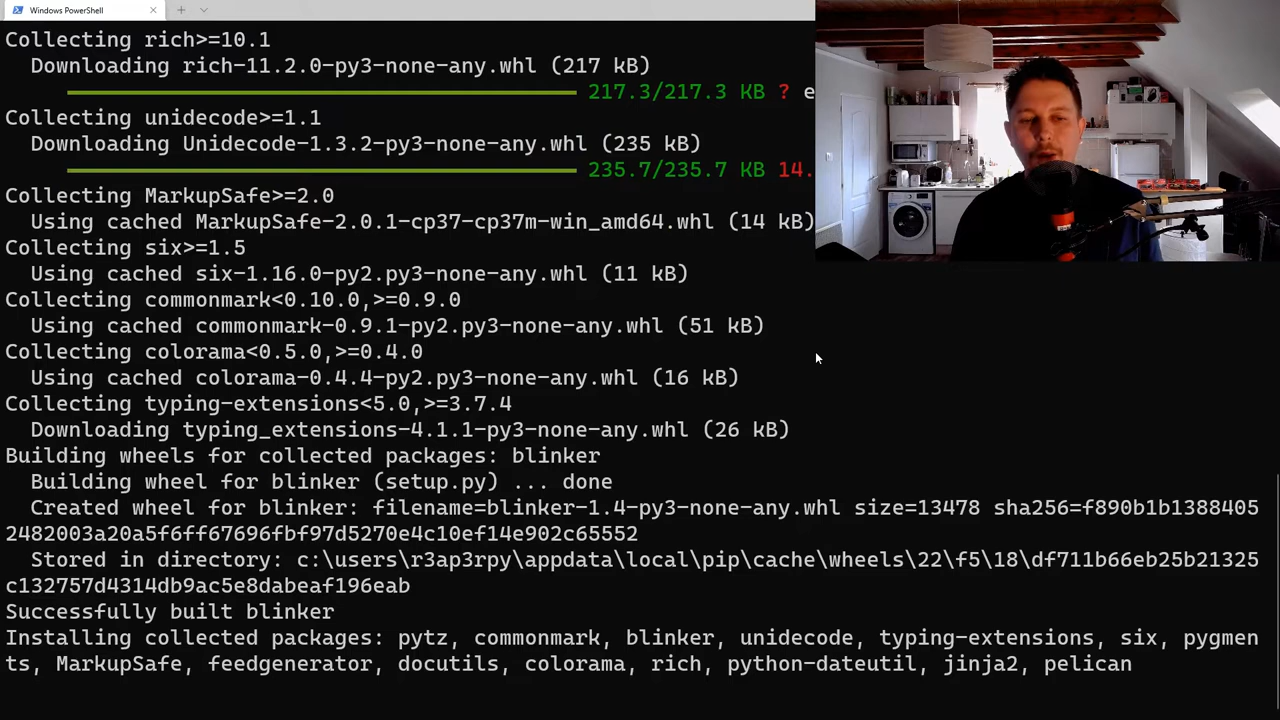 Windows PowerShell
Collecting rich>=10.1
Downloading rich-11.2.0-py3-none-any.whl (217 kB)
217.3/217.3 KB ? e
Collecting unidecode>=1.1
Downloading Unidecode-1.3.2-py3-none-any.whl (235 kB)
235.7/235.7 KB 14.
Collecting MarkupSafe>=2.0
Using cached MarkupSafe-2.0.1-cp37-cp37m-win_amd64.whl (14 kB)
Collecting six>=1.5
Using cached six-1.16.0-py2.py3-none-any.whl (11 kB)
Collecting commonmark<0.10.0,>=0.9.0
Using cached commonmark-0.9.1-py2.py3-none-any.whl (51 kB)
Collecting colorama<0.5.0,>=0.4.0
Using cached colorama-0.4.4-py2.py3-none-any.whl (16 kB)
Collecting typing-extensions<5.0,>=3.7.4
Downloading typing_extensions-4.1.1-py3-none-any.whl (26 kB)
Building wheels for collected packages: blinker
Building wheel for blinker (setup.py) ... done
Created wheel for blinker: filename=blinker-1.4-py3-none-any.whl size=13478 sha256=f890b1b1388405
2482003a20a5f6ff67696fbf97d5270e4c10ef14e902c65552
Stored in directory: c:\users\r3ap3rpy\appdata\local\pip\cache\wheels\22\f5\18\df711b66eb25b21325
c132757d4314db9ac5e8dabeaf196eab
Successfully built blinker
Installing collected packages: pytz, commonmark, blinker, unidecode, typing-extensions, six, pygmen
ts, MarkupSafe, feedgenerator, docutils, colorama, rich, python-dateutil, jinja2, pelican